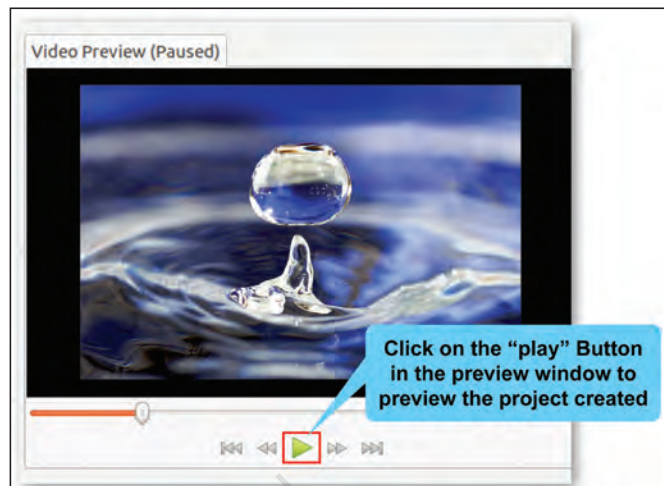 Video Preview (Paused)
Click on the “play” Button
in the preview window to
preview the project created